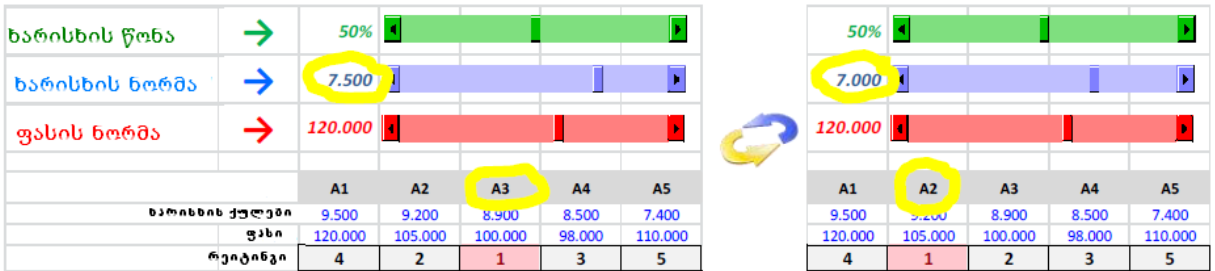 ხარისხის წონა → 50% 50%
ხარისხის ნორმა → 7.500 7.000
ფასის ნორმა → 120.000 120.000
A1 A2 A3 A4 A5 A1 A2 A3 A4 A5
ხარისხის ქულები 9.500 9.200 8.900 8.500 7.400 9.500 9.200 8.900 8.500 7.400
ფასი 120.000 105.000 100.000 98.000 110.000 120.000 105.000 100.000 98.000 110.000
რეიტინგი 4 2 1 3 5 4 1 2 3 5